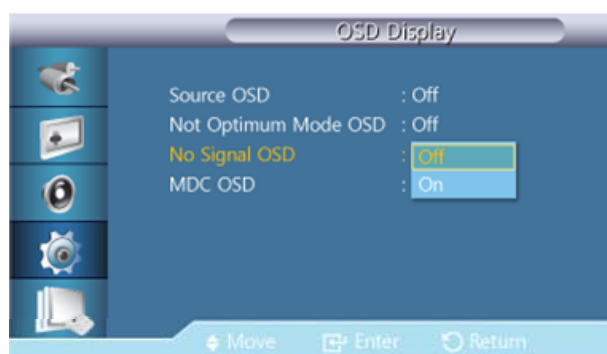 OSD Display
Source OSD : Off
Not Optimum Mode OSD : Off
No Signal OSD : Off
MDC OSD : On
Move Enter Return